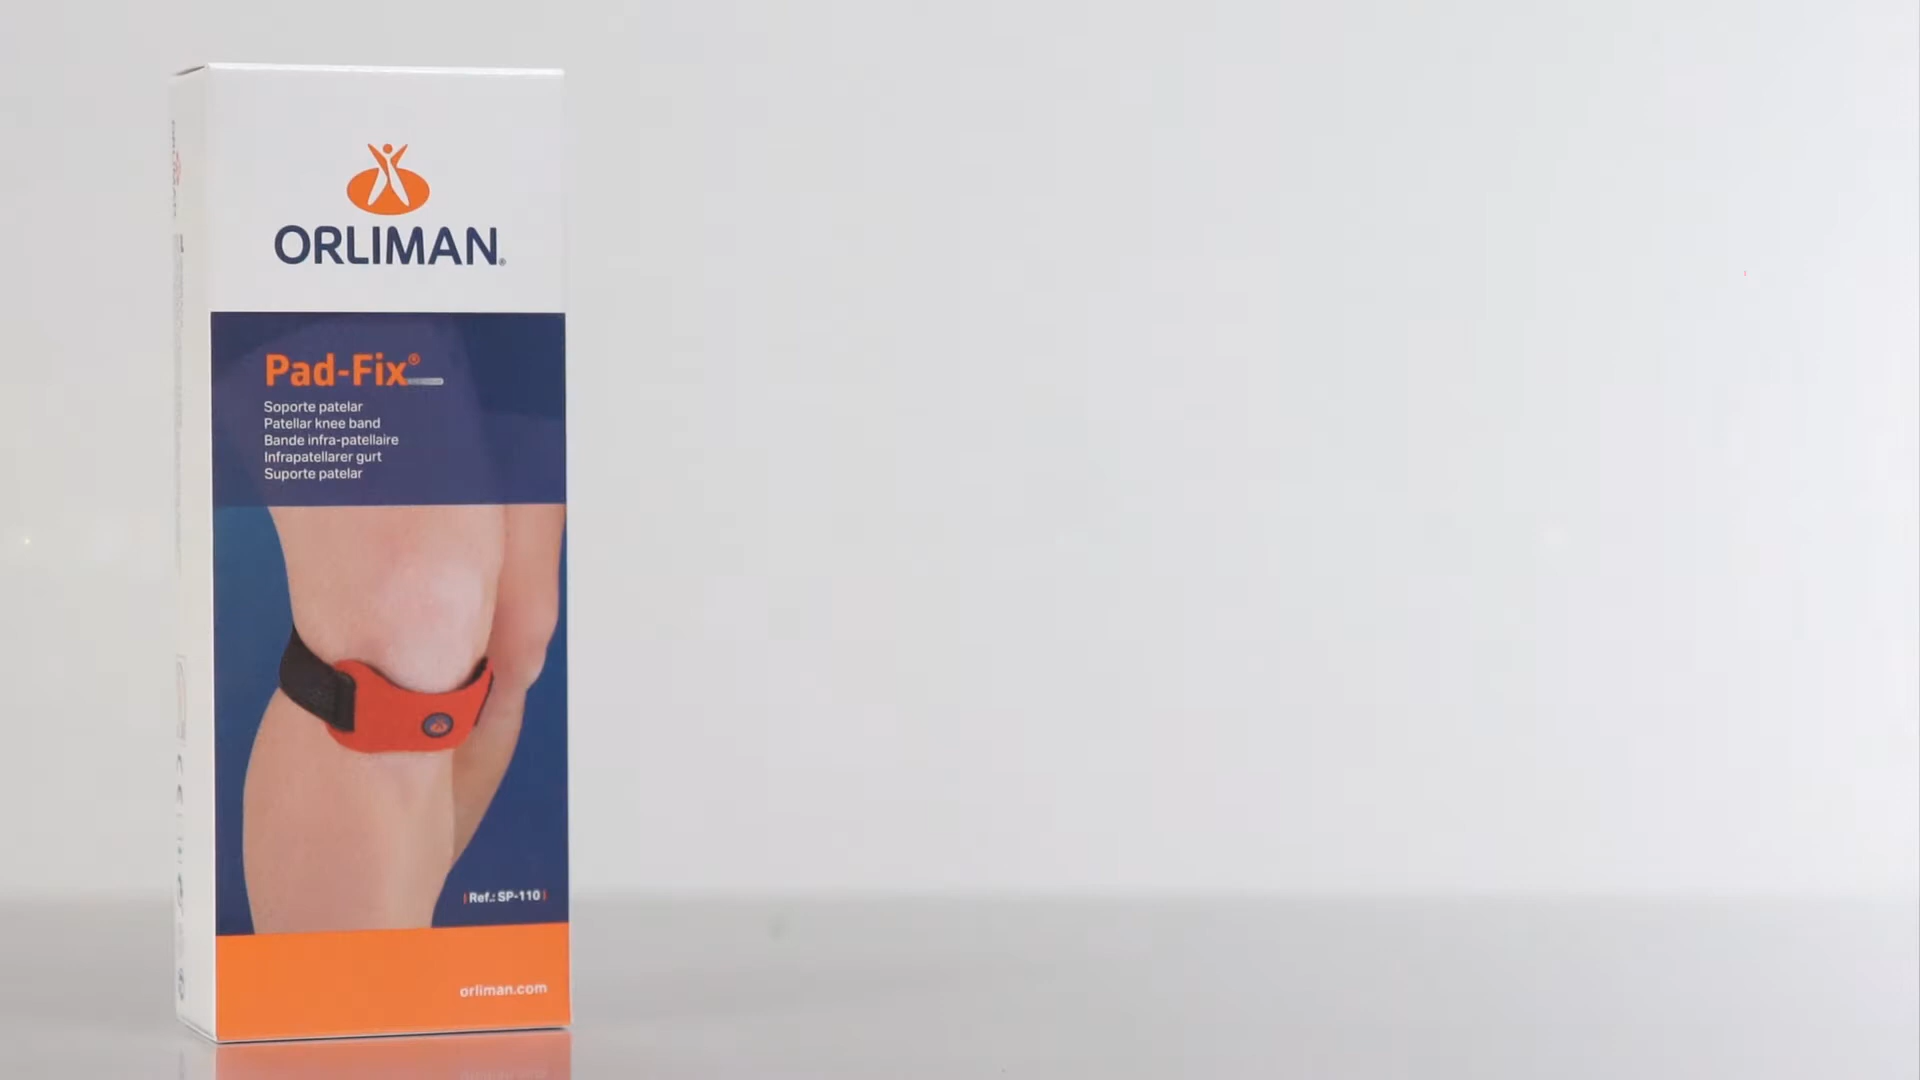 ORLIMAN®
Pad-Fix®
Soporte patelar
Patellar knee band
Bande infra-patellaire
Infrapatellarer gurt
Suporte patelar
Ref.: SP-110
orliman.com